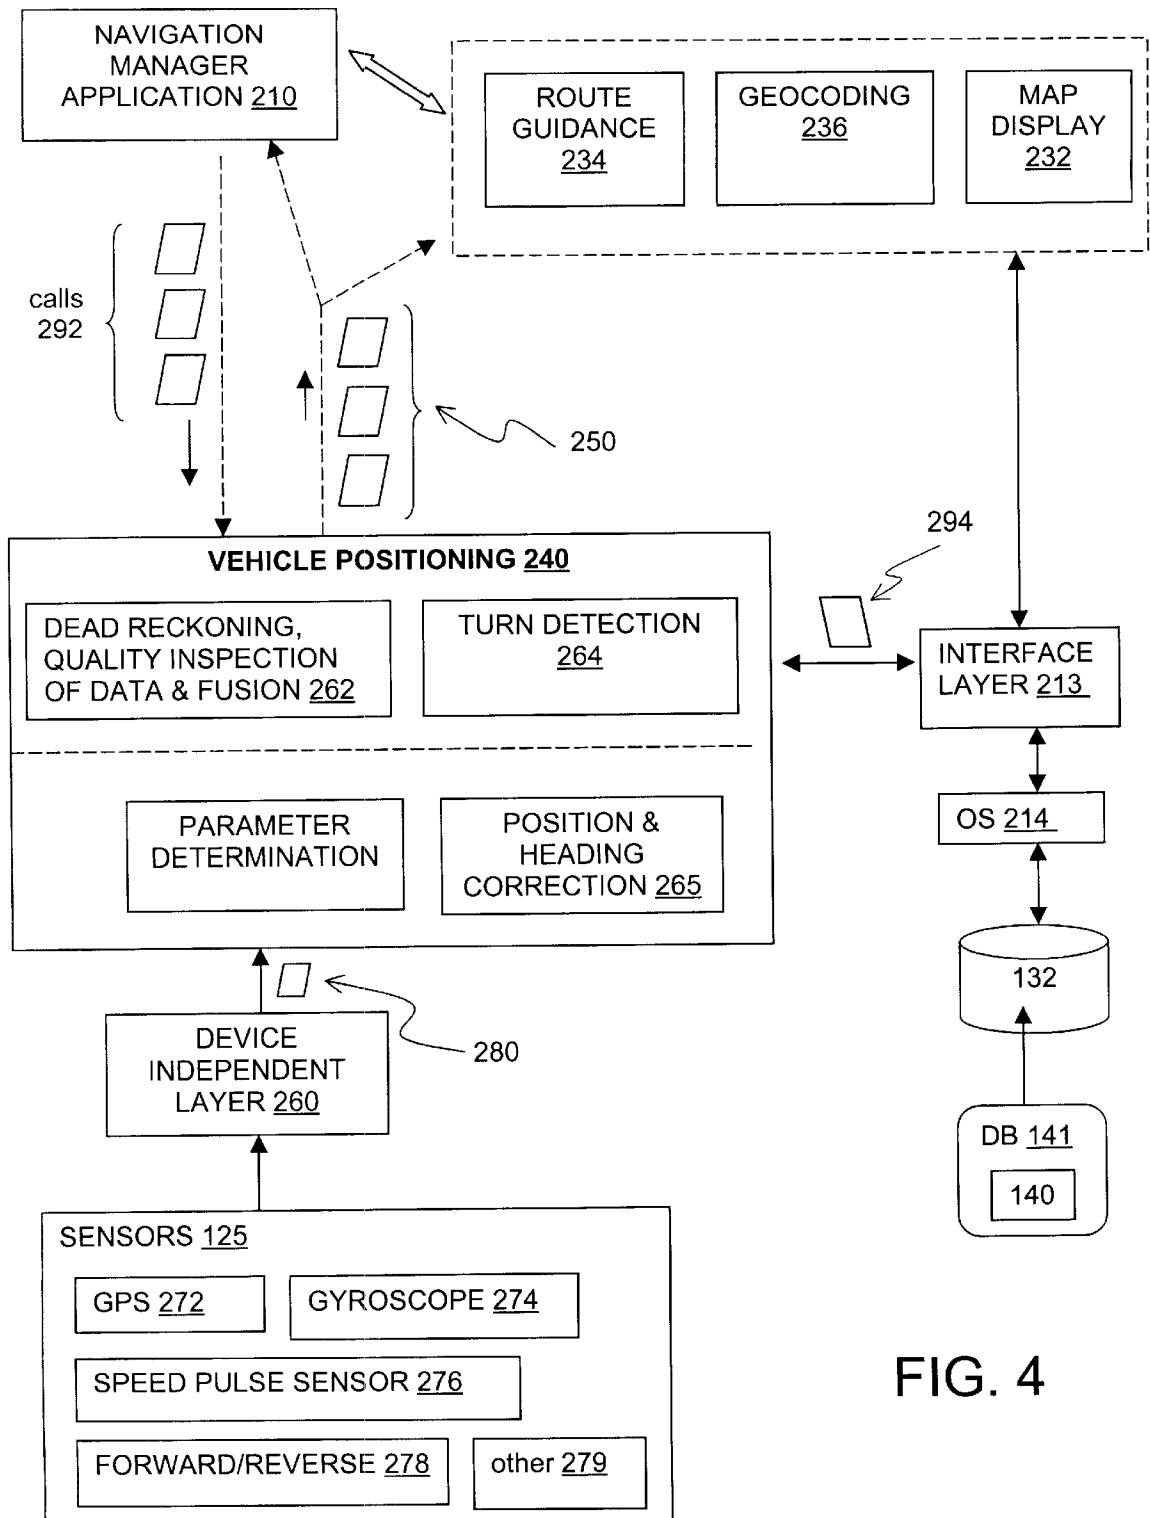 NAVIGATION
MANAGER
APPLICATION 210
ROUTE
GUIDANCE
234
GEOCODING
236
MAP
DISPLAY
232
calls
292
250
294
VEHICLE POSITIONING 240
DEAD RECKONING,
QUALITY INSPECTION
OF DATA & FUSION 262
TURN DETECTION
264
INTERFACE
LAYER 213
PARAMETER
DETERMINATION
POSITION &
HEADING
CORRECTION 265
OS 214
132
280
DEVICE
INDEPENDENT
LAYER 260
DB 141
140
SENSORS 125
GPS 272
GYROSCOPE 274
SPEED PULSE SENSOR 276
FORWARD/REVERSE 278
other 279
FIG. 4